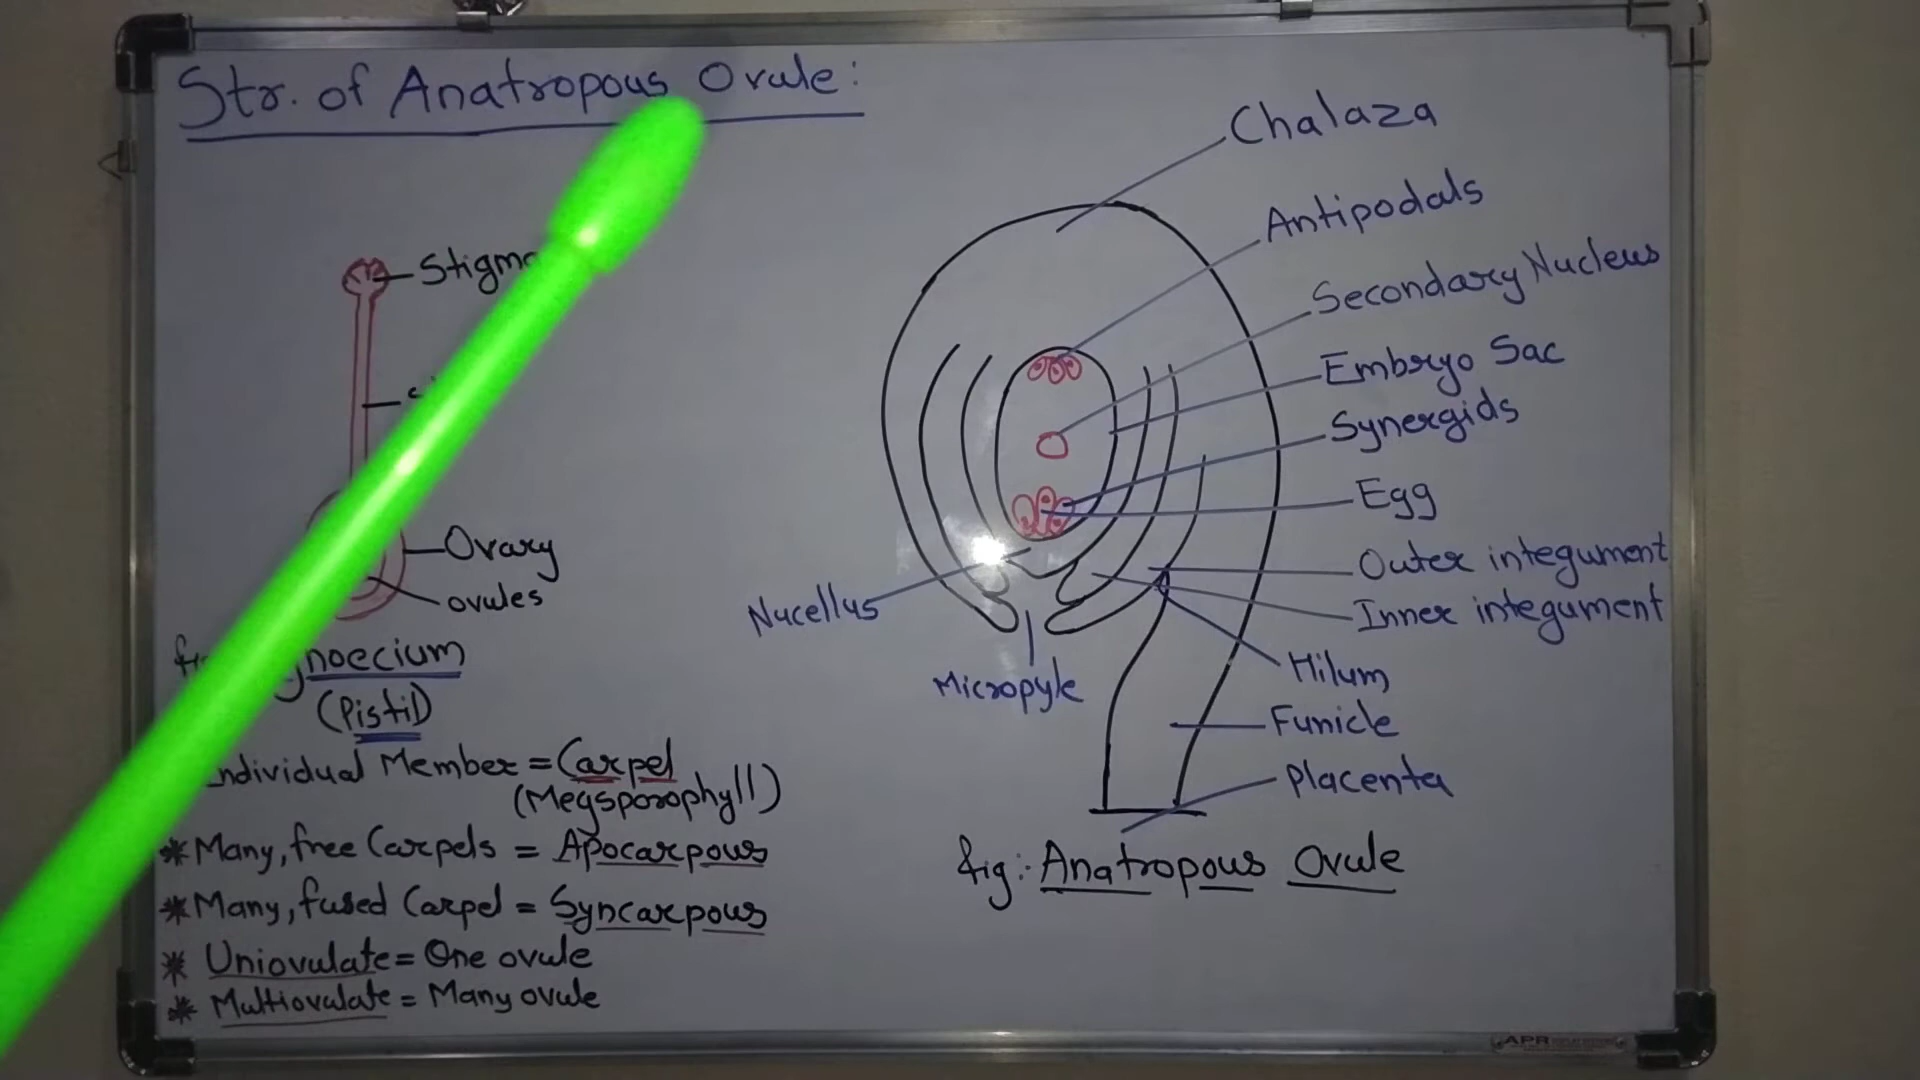 Str. of Anatropous Ovule:
Stigma
Ovary
ovules
(Pistil)
Individual Member = Carpel
(Megsporophyll)
* Many, free Carpels = Apocarpous
* Many, fused Carpel = Syncarpous
* Uniovulate = One ovule
* Multiovulate = Many ovule
Chalaza
Antipodals
Secondary Nucleus
Embryo Sac
Synergids
Egg
Outer integument
Inner integument
Hilum
Funicle
Placenta
Nucellus
Micropyle
fig:- Anatropous Ovule
APR